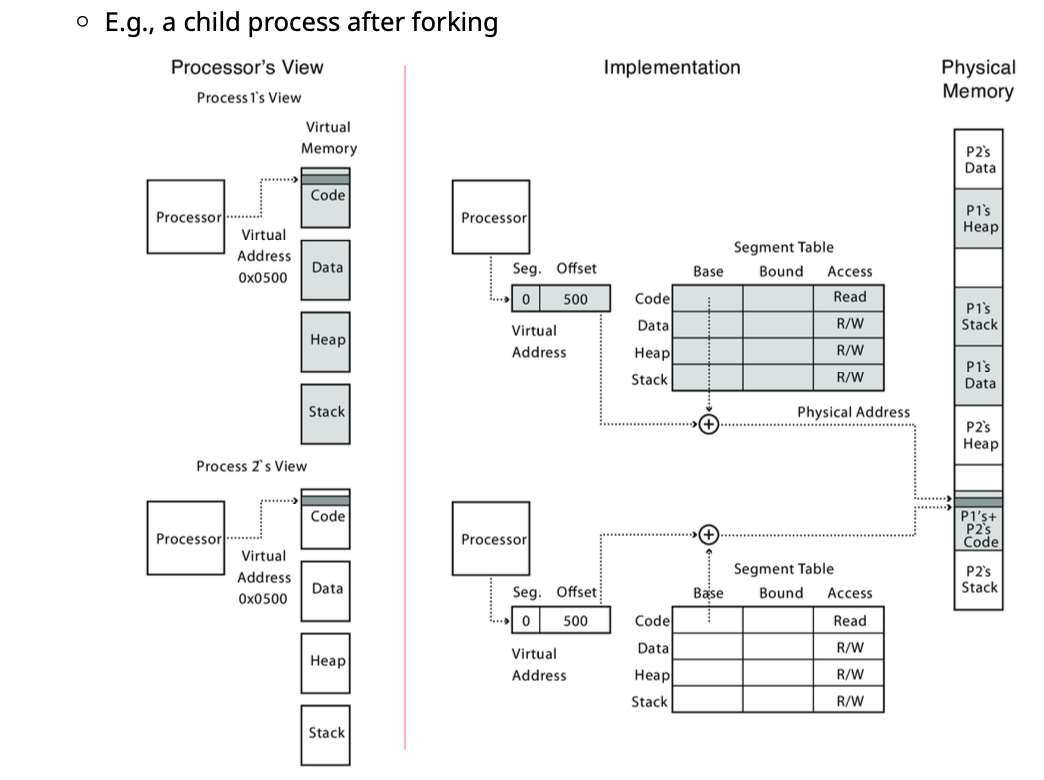 ○ E.g., a child process after forking
Processor's View
Implementation
Physical
Memory
Process1`s View
Virtual
Memory
Processor
Virtual
Address
0x0500
Code
Data
Heap
Stack
Process 2`s View
Processor
Virtual
Address
0x0500
Code
Data
Heap
Stack
Processor
Seg. Offset
0 500
Virtual
Address
Segment Table
Base Bound Access
Code Read
Data R/W
Heap R/W
Stack R/W
Physical Address
Processor
Seg. Offset
0 500
Virtual
Address
Segment Table
Base Bound Access
Code Read
Data R/W
Heap R/W
Stack R/W
P2`s
Data
P1`s
Heap
P1`s
Stack
P1`s
Data
P2`s
Heap
P1's+
P2`s
Code
P2`s
Stack